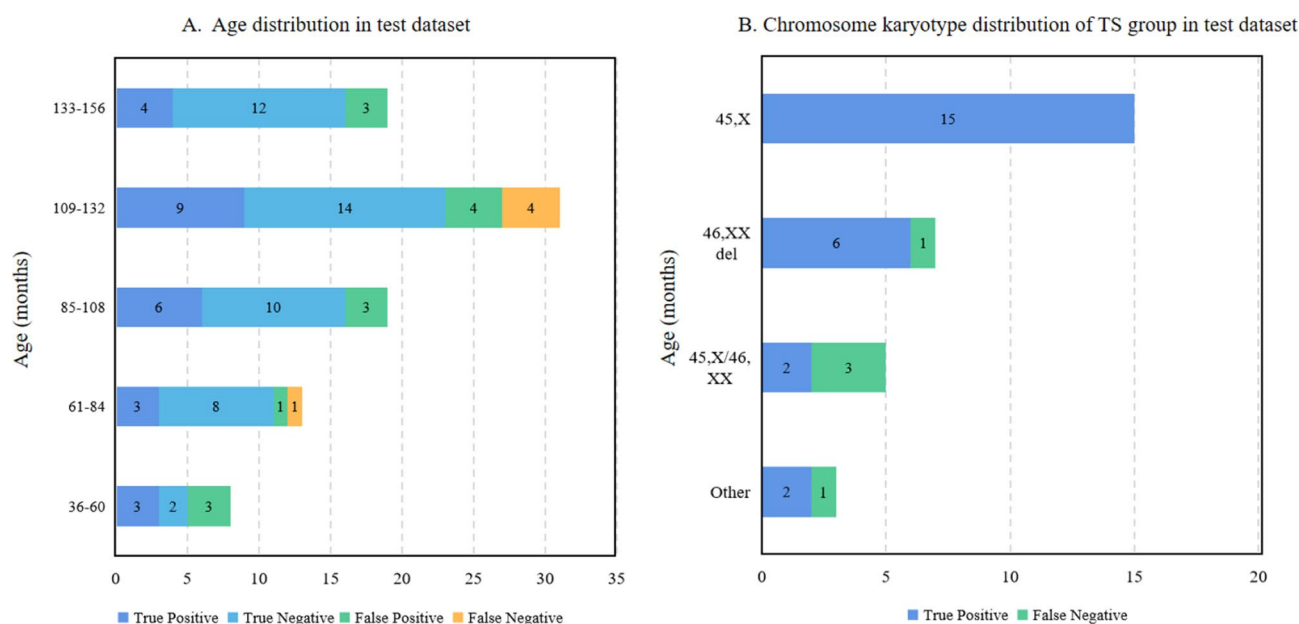 A. Age distribution in test dataset
Age (months)
133-156
4
12
3
109-132
9
14
4
4
85-108
6
10
3
61-84
3
8
1
1
36-60
3
2
3
0
5
10
15
20
25
30
35
True Positive
True Negative
False Positive
False Negative
B. Chromosome karyotype distribution of TS group in test dataset
Age (months)
45,X
15
46,XX
del
6
1
45,X/46,
XX
2
3
Other
2
1
0
5
10
15
20
True Positive
False Negative